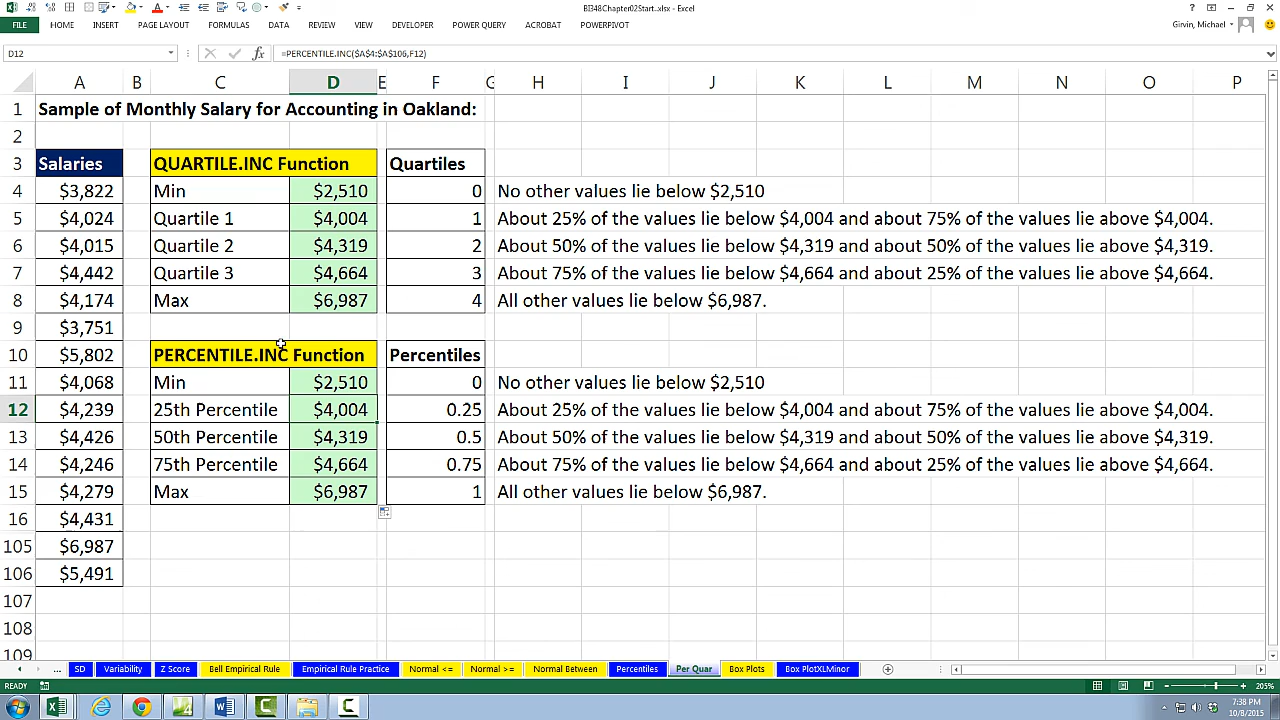 BI348Chapter02Start..xlsx - Excel
FILE HOME INSERT PAGE LAYOUT FORMULAS DATA REVIEW VIEW DEVELOPER POWER QUERY ACROBAT POWERPIVOT Girvin, Michael
D12 =PERCENTILE.INC($A$4:$A$106,F12)
A B C D E F G H I J K L M N O P
1 Sample of Monthly Salary for Accounting in Oakland:
2
3 Salaries QUARTILE.INC Function Quartiles
4 $3,822 Min $2,510 0 No other values lie below $2,510
5 $4,024 Quartile 1 $4,004 1 About 25% of the values lie below $4,004 and about 75% of the values lie above $4,004.
6 $4,015 Quartile 2 $4,319 2 About 50% of the values lie below $4,319 and about 50% of the values lie above $4,319.
7 $4,442 Quartile 3 $4,664 3 About 75% of the values lie below $4,664 and about 25% of the values lie above $4,664.
8 $4,174 Max $6,987 4 All other values lie below $6,987.
9 $3,751
10 $5,802 PERCENTILE.INC Function Percentiles
11 $4,068 Min $2,510 0 No other values lie below $2,510
12 $4,239 25th Percentile $4,004 0.25 About 25% of the values lie below $4,004 and about 75% of the values lie above $4,004.
13 $4,426 50th Percentile $4,319 0.5 About 50% of the values lie below $4,319 and about 50% of the values lie above $4,319.
14 $4,246 75th Percentile $4,664 0.75 About 75% of the values lie below $4,664 and about 25% of the values lie above $4,664.
15 $4,279 Max $6,987 1 All other values lie below $6,987.
16 $4,431
105 $6,987
106 $5,491
107
108
109
... SD Variability Z Score Bell Empirical Rule Empirical Rule Practice Normal <= Normal >= Normal Between Percentiles Per Quar Box Plots Box PlotXLMinor
READY 205%
7:38 PM
10/8/2015